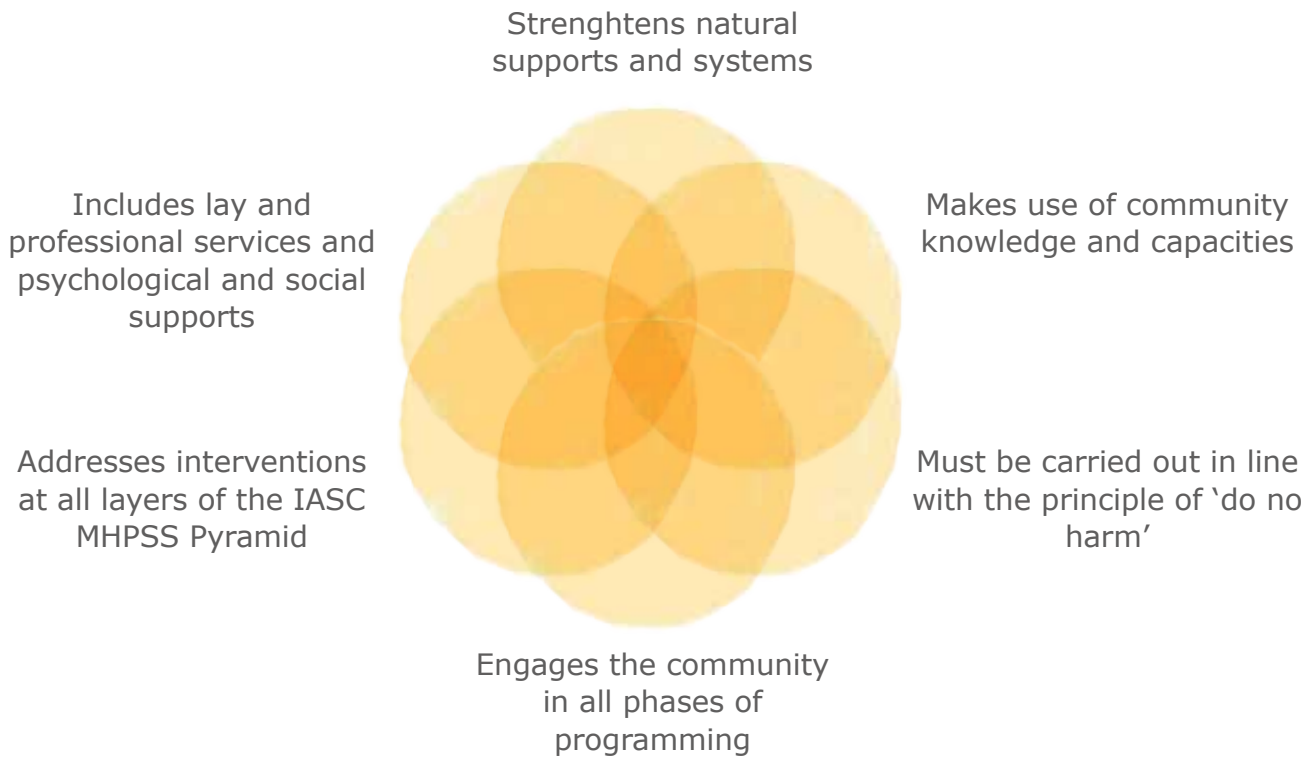 Strenghtens natural
supports and systems
Includes lay and
professional services and
psychological and social
supports
Makes use of community
knowledge and capacities
Addresses interventions
at all layers of the IASC
MHPSS Pyramid
Must be carried out in line
with the principle of ‘do no
harm’
Engages the community
in all phases of
programming